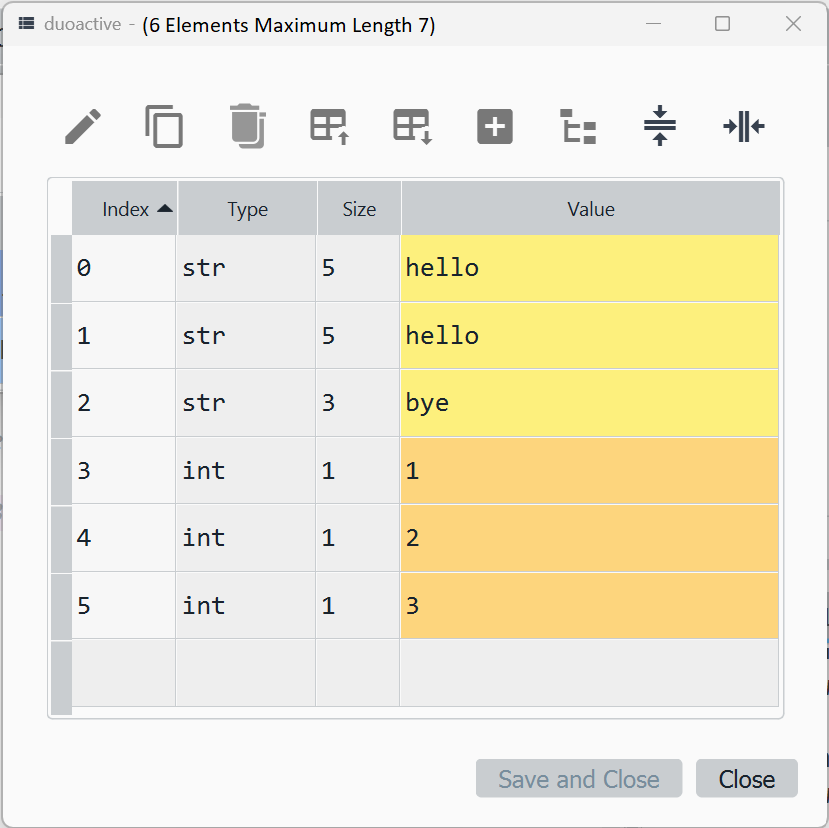 duoactive - (6 Elements Maximum Length 7)
Index Type Size Value
0 str 5 hello
1 str 5 hello
2 str 3 bye
3 int 1 1
4 int 1 2
5 int 1 3
Save and Close Close